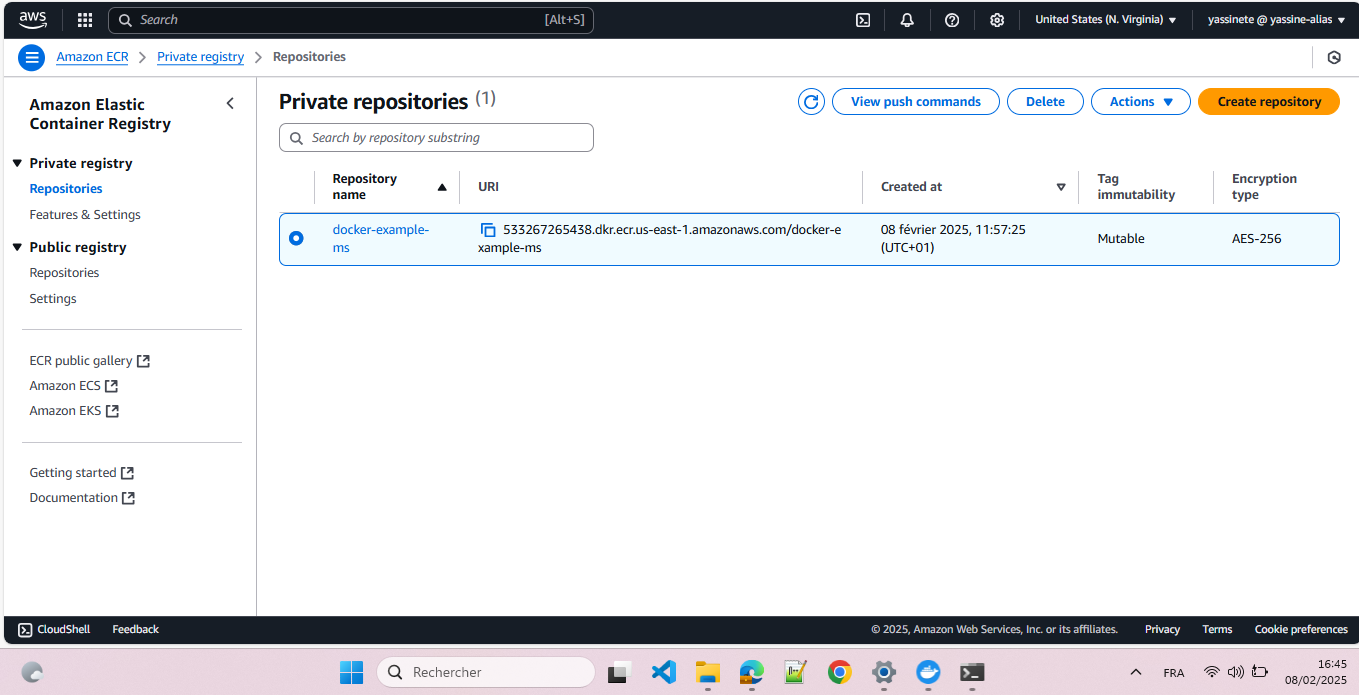 aws
Search [Alt+S]
United States (N. Virginia)
yassinete @ yassine-alias
Amazon ECR
Private registry
Repositories
Amazon Elastic
Container Registry
Private registry
Repositories
Features & Settings
Public registry
Repositories
Settings
ECR public gallery
Amazon ECS
Amazon EKS
Getting started
Documentation
Private repositories (1)
View push commands
Delete
Actions
Create repository
Search by repository substring
Repository
name
URI
Created at
Tag
immutability
Encryption
type
docker-example-
ms
533267265438.dkr.ecr.us-east-1.amazonaws.com/docker-e
xample-ms
08 février 2025, 11:57:25
(UTC+01)
Mutable
AES-256
CloudShell
Feedback
© 2025, Amazon Web Services, Inc. or its affiliates.
Privacy
Terms
Cookie preferences
Rechercher
FRA
16:45
08/02/2025